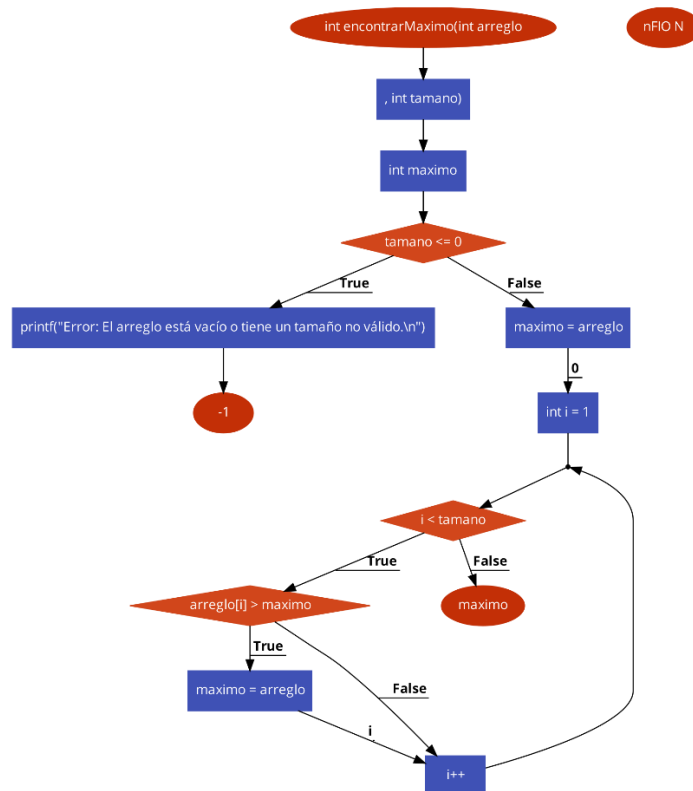 int encontrarMaximo(int arreglo
nFIO N
, int tamano)
int maximo
tamano <= 0
True
False
printf("Error: El arreglo está vacío o tiene un tamaño no válido.\n")
maximo = arreglo
0
-1
int i = 1
i < tamano
True
False
arreglo[i] > maximo
maximo
True
False
maximo = arreglo
i
i++